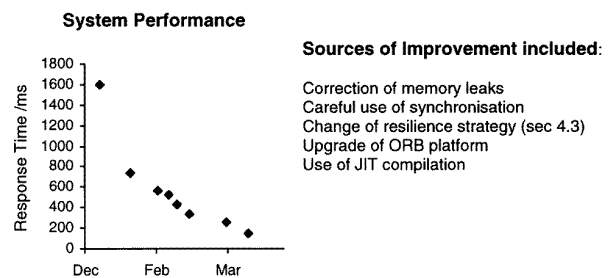 System Performance
Sources of Improvement included:
Correction of memory leaks
Careful use of synchronisation
Change of resilience strategy (sec 4.3)
Upgrade of ORB platform
Use of JIT compilation
Response Time /ms
1800
1600
1400
1200
1000
800
600
400
200
0
Dec Feb Mar